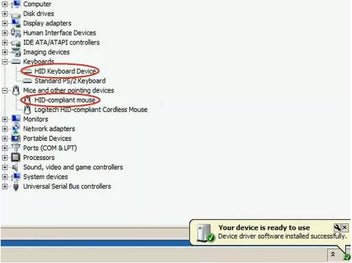 Computer
Disk drives
Display adapters
Human Interface Devices
IDE ATA/ATAPI controllers
Imaging devices
Keyboards
HID Keyboard Device
Standard PS/2 Keyboard
Mice and other pointing devices
HID-compliant mouse
Logitech HID-compliant Cordless Mouse
Monitors
Network adapters
Portable Devices
Ports (COM & LPT)
Processors
Sound, video and game controllers
System devices
Universal Serial Bus controllers
Your device is ready to use
Device driver software installed successfully.